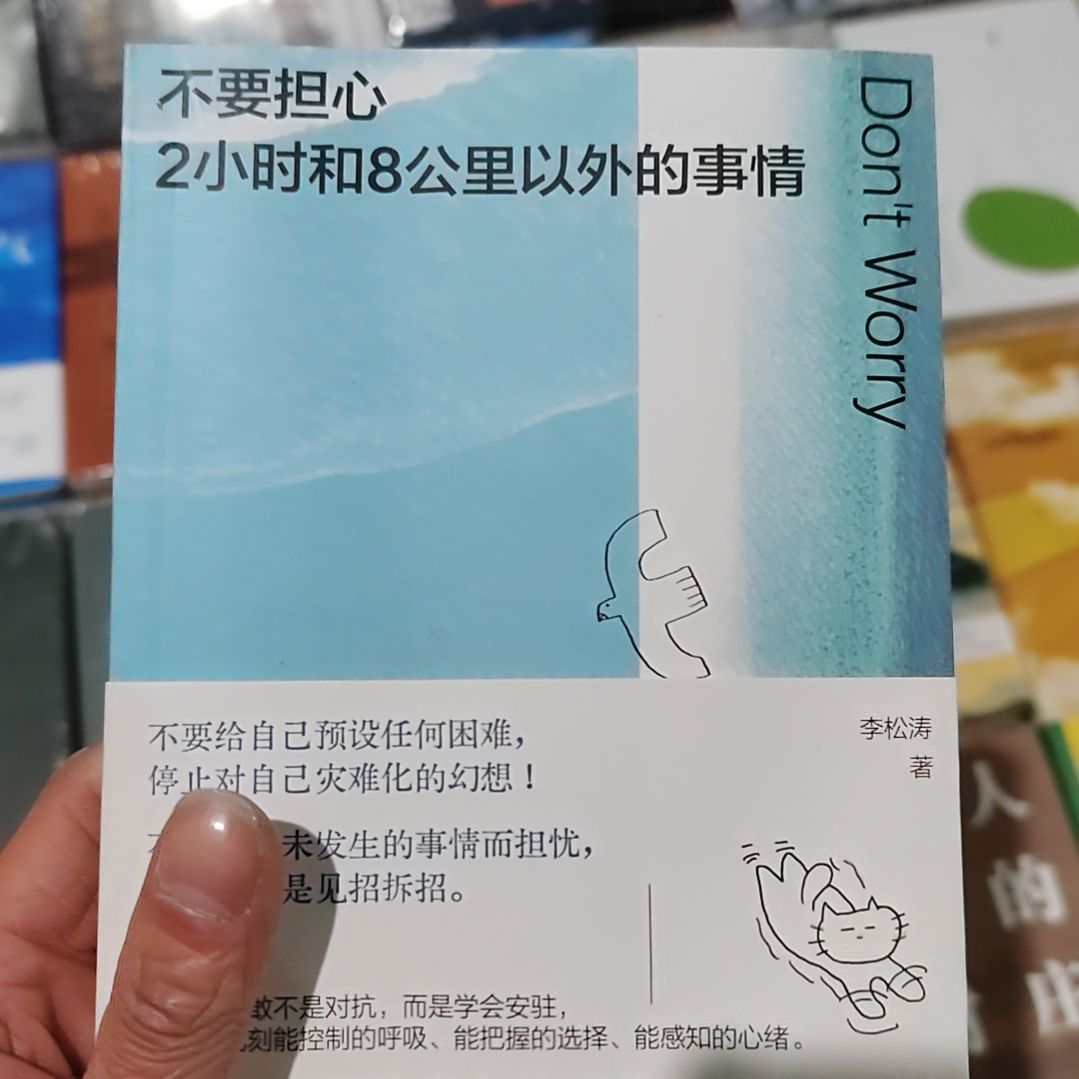 不要担心
2小时和8公里以外的事情
Don't Worry
不要给自己预设任何困难，
停止对自己灾难化的幻想！
未发生的事情而担忧，
是见招拆招。
李松涛
著
敢不是对抗，而是学会安驻，
刻能控制的呼吸、能把握的选择、能感知的心绪。
人
的